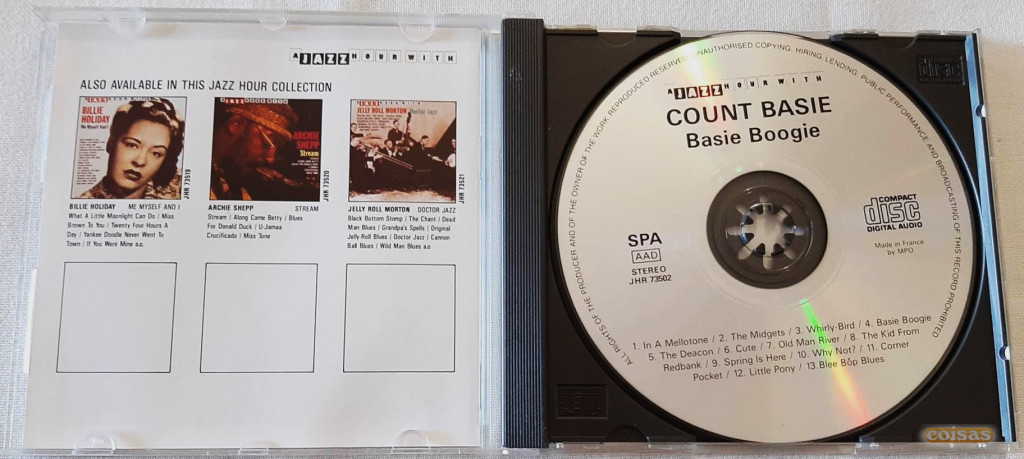 A JAZZ HOUR WITH
ALSO AVAILABLE IN THIS JAZZ HOUR COLLECTION
BILLIE
HOLIDAY
Me Myself And I
JHR 73519
ARCHIE
SHEPP
Stream
JHR 73520
JELLY ROLL MORTON
Doctor Jazz
JHR 73521
BILLIE HOLIDAY ME MYSELF AND I
What A Little Moonlight Can Do / Miss
Brown To You / Twenty Four Hours A
Day / Yankee Doodle Never Went To
Town / If You Were Mine a.o.
ARCHIE SHEPP STREAM
Stream / Along Came Betty / Blues
For Donald Duck / U-Jamaa
Crucificado / Miss Tone
JELLY ROLL MORTON DOCTOR JAZZ
Black Bottom Stomp / The Chant / Dead
Man Blues / Grandpa's Spells / Original
Jelly-Roll Blues / Doctor Jazz / Cannon
Ball Blues / Wild Man Blues a.o
ALL RIGHTS OF THE PRODUCER AND OF THE OWNER OF THE WORK REPRODUCED RESERVED. UNAUTHORISED COPYING, HIRING, LENDING, PUBLIC PERFORMANCE AND BROADCASTING OF THIS RECORD PROHIBITED
A JAZZ HOUR WITH
COUNT BASIE
Basie Boogie
SPA
AAD
STEREO
JHR 73502
COMPACT
disc
DIGITAL AUDIO
Made in France
by MPO
1. In A Mellotone / 2. The Midgets / 3. Whirly-Bird / 4. Basie Boogie
5. The Deacon / 6. Cute / 7. Old Man River / 8. The Kid From
Redbank / 9. Spring Is Here / 10. Why Not? / 11. Corner
Pocket / 12. Little Pony / 13. Blee Bop Blues
disc
coisas